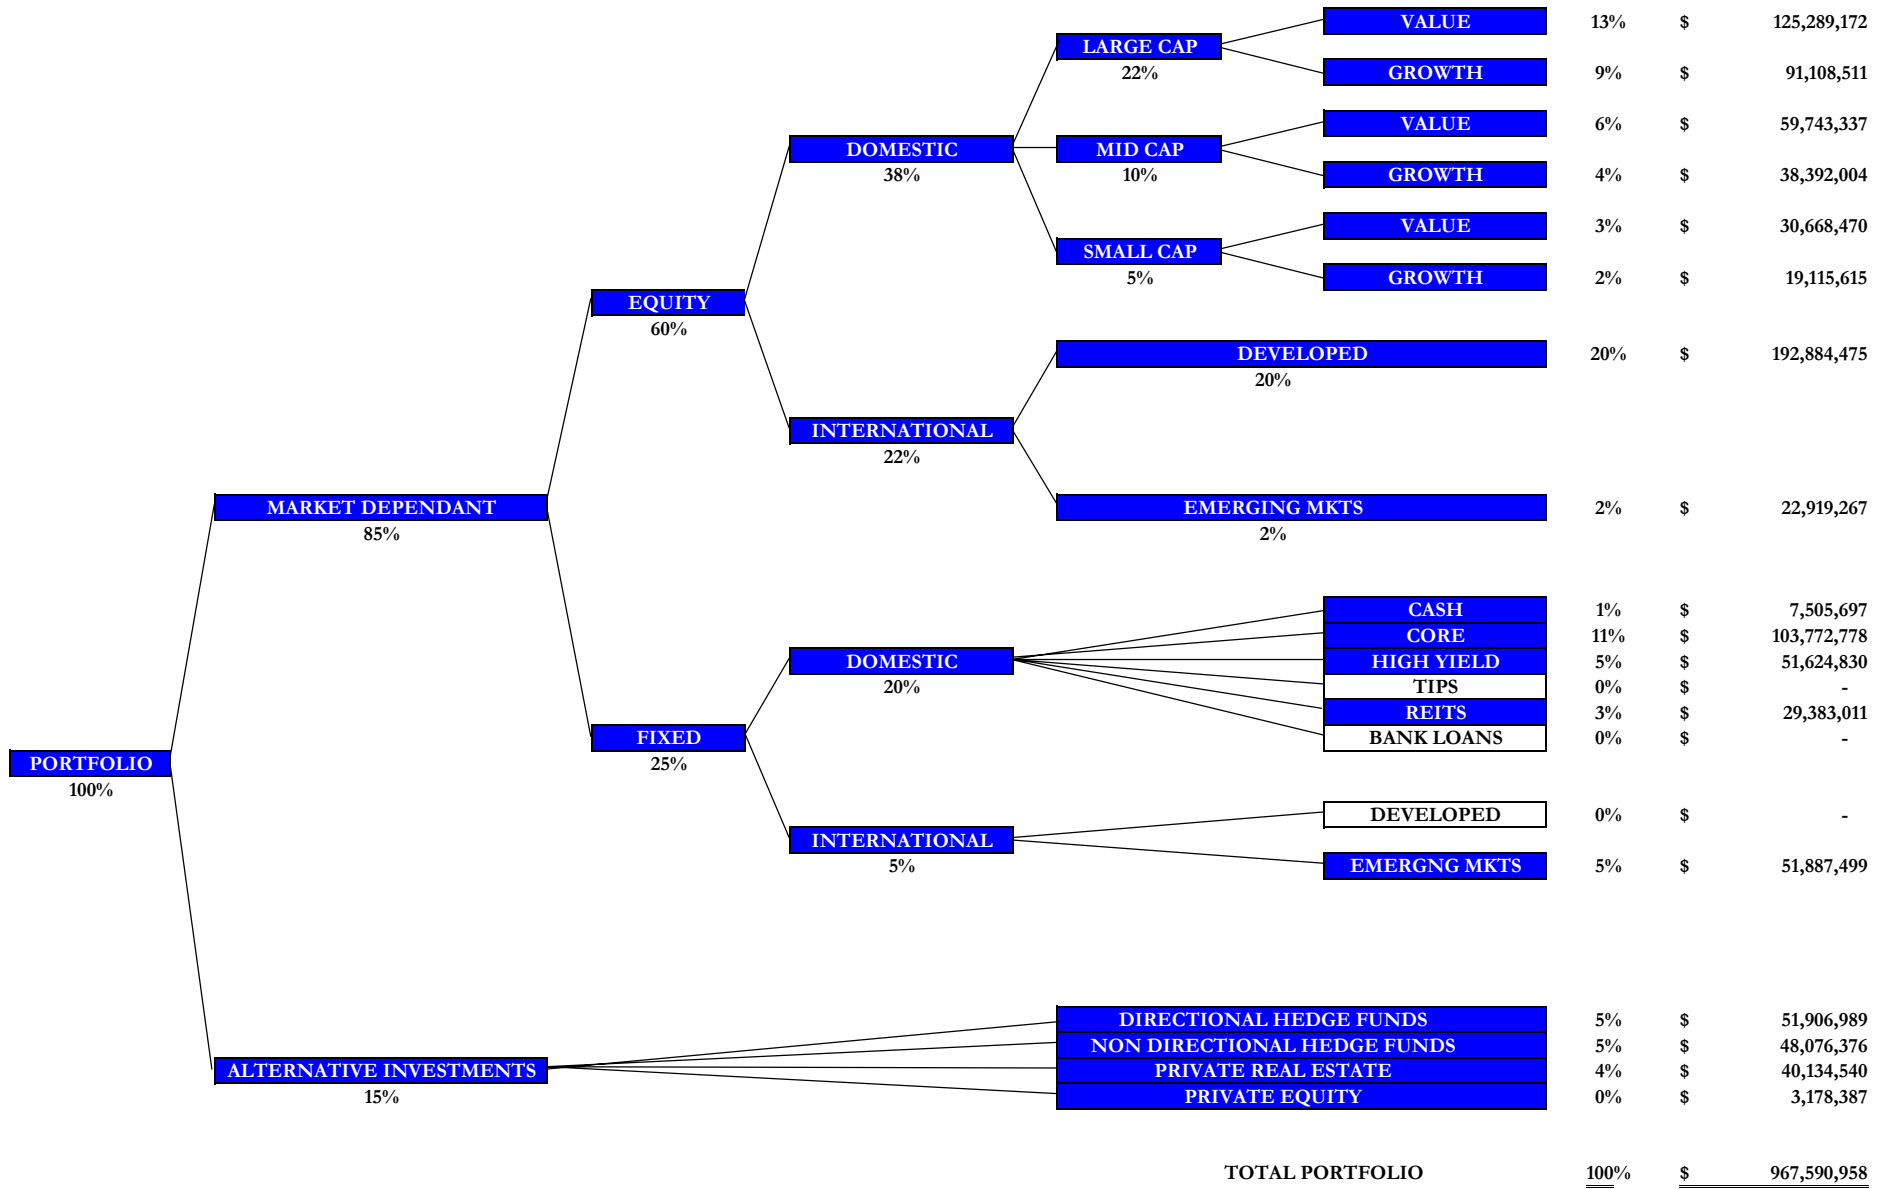 VALUE 13% $ 125,289,172
LARGE CAP
22%
GROWTH 9% $ 91,108,511
VALUE 6% $ 59,743,337
DOMESTIC MID CAP
38% 10% GROWTH 4% $ 38,392,004
VALUE 3% $ 30,668,470
SMALL CAP
5% GROWTH 2% $ 19,115,615
EQUITY
60%
DEVELOPED 20% $ 192,884,475
20%
INTERNATIONAL
22%
MARKET DEPENDANT EMERGING MKTS 2% $ 22,919,267
85% 2%
CASH 1% $ 7,505,697
CORE 11% $ 103,772,778
DOMESTIC HIGH YIELD 5% $ 51,624,830
20% TIPS 0% $ -
REITS 3% $ 29,383,011
FIXED BANK LOANS 0% $ -
PORTFOLIO 25%
100%
DEVELOPED 0% $ -
INTERNATIONAL
5% EMERGNG MKTS 5% $ 51,887,499
DIRECTIONAL HEDGE FUNDS 5% $ 51,906,989
NON DIRECTIONAL HEDGE FUNDS 5% $ 48,076,376
ALTERNATIVE INVESTMENTS PRIVATE REAL ESTATE 4% $ 40,134,540
15% PRIVATE EQUITY 0% $ 3,178,387
TOTAL PORTFOLIO 100% $ 967,590,958